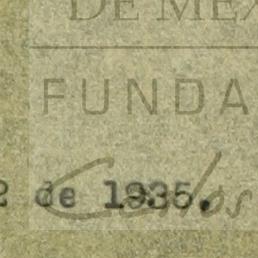 DE MEX
FUNDA
2 de 1935.
Carlos